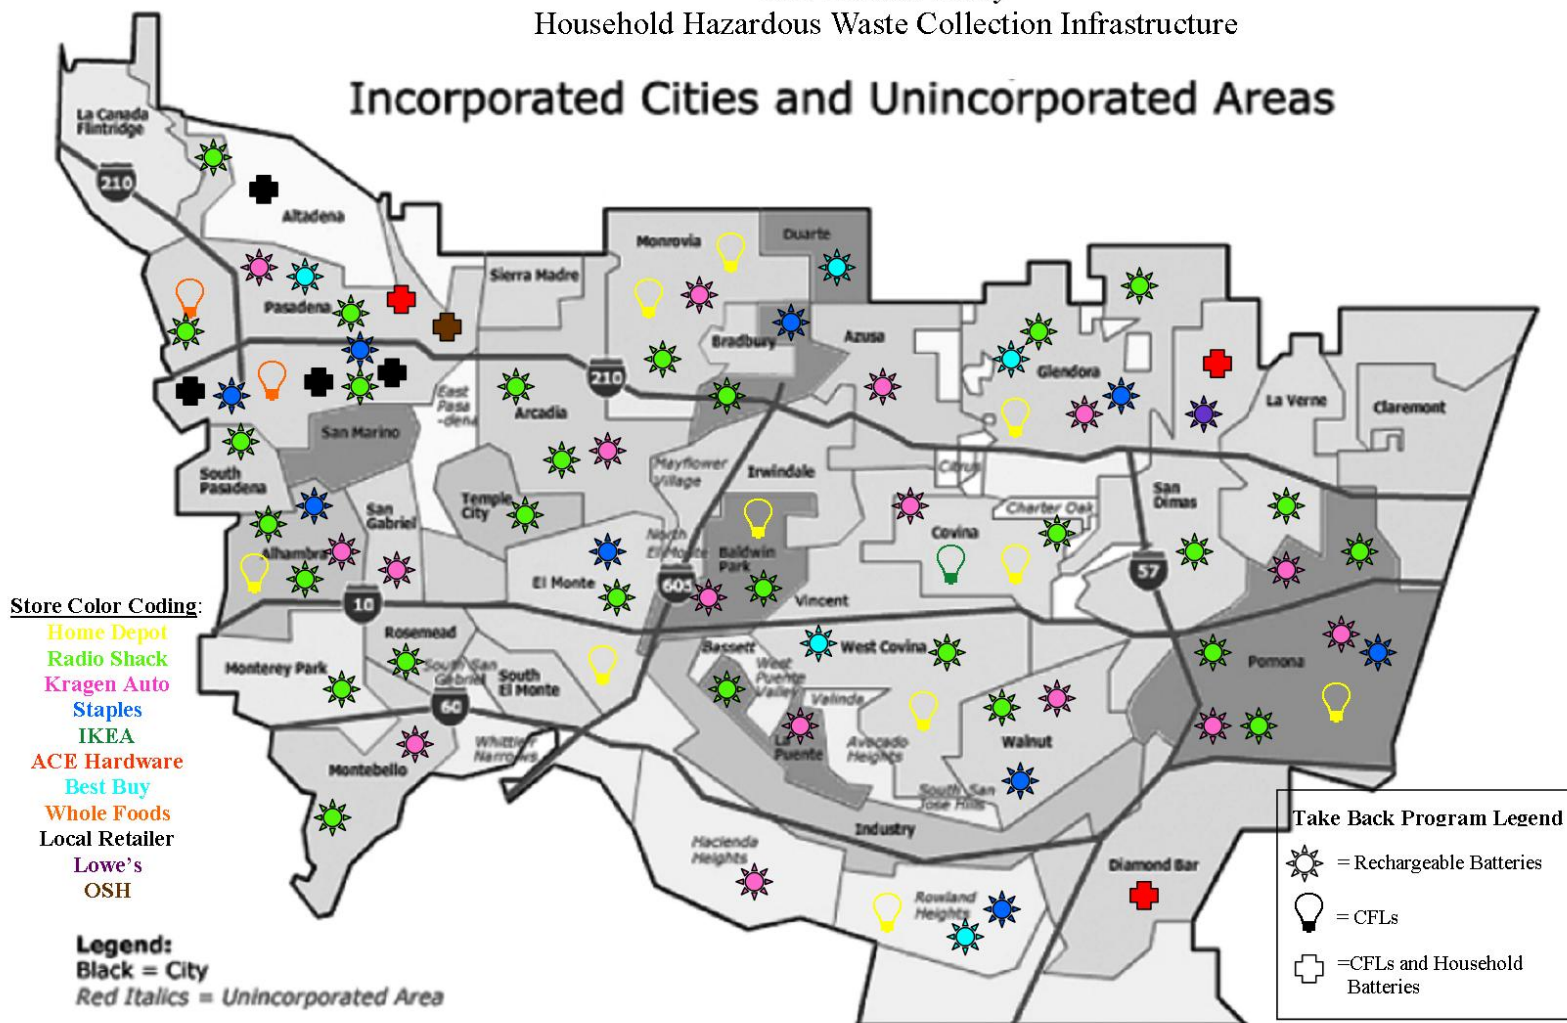 Household Hazardous Waste Collection Infrastructure
Incorporated Cities and Unincorporated Areas
La Canada
Flintridge
210
Altadena
Monrovia
Duarte
Sierra Madre
Pasadena
Bradbury
Azusa
Glendora
La Verne
Claremont
210
East
Pasa
-dena
Arcadia
San Marino
South
Pasadena
Mayflower
Village
Irwindale
Citrus
San
Dimas
Temple
City
San
Gabriel
Charter Oak
Covina
North
El Monte
Baldwin
Park
Alhambra
El Monte
605
57
10
Vincent
Store Color Coding:
Home Depot
Radio Shack
Kragen Auto
Staples
IKEA
ACE Hardware
Best Buy
Whole Foods
Local Retailer
Lowe's
OSH
Rosemead
Monterey Park
South San
Gabriel
South
El Monte
Bassett
West
Puente
Valley
West Covina
Pomona
Valinda
60
Whittier
Narrows
La
Puente
Avocado
Heights
Walnut
Montebello
South San
Jose Hills
Industry
Hacienda
Heights
Diamond Bar
Rowland
Heights
Take Back Program Legend
= Rechargeable Batteries
= CFLs
=CFLs and Household
Batteries
Legend:
Black = City
Red Italics = Unincorporated Area